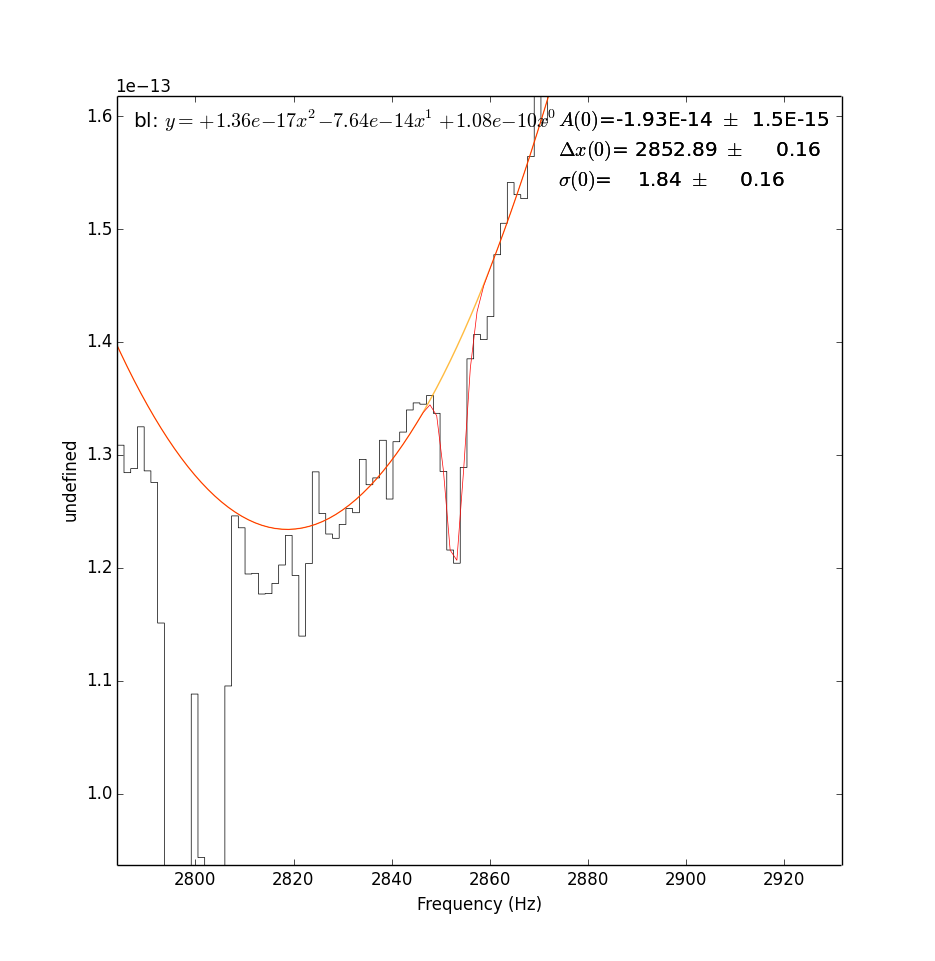 1e−13
bl: y = +1.36e−17x² −7.64e−14x¹ +1.08e−10x⁰
A(0)=-1.93E-14 ± 1.5E-15
Δx(0)= 2852.89 ± 0.16
σ(0)= 1.84 ± 0.16
1.6
1.5
1.4
1.3
1.2
1.1
1.0
undefined
2800 2820 2840 2860 2880 2900 2920
Frequency (Hz)